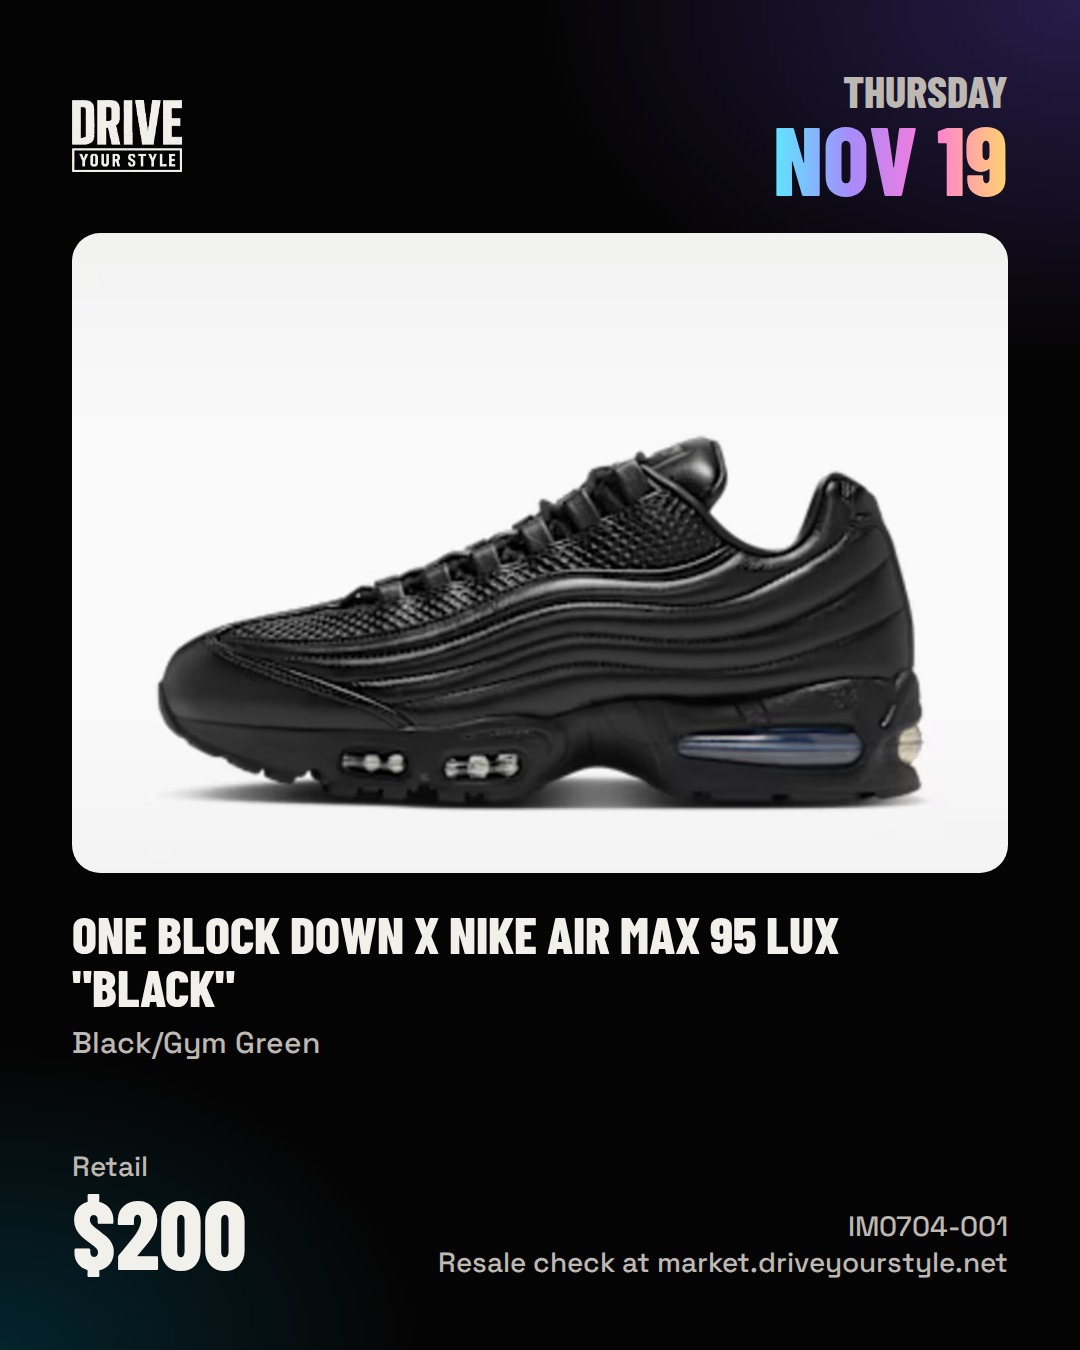 DRIVE
YOUR STYLE
THURSDAY
NOV 19
ONE BLOCK DOWN X NIKE AIR MAX 95 LUX
"BLACK"
Black/Gym Green
Retail
$200
IM0704-001
Resale check at market.driveyourstyle.net